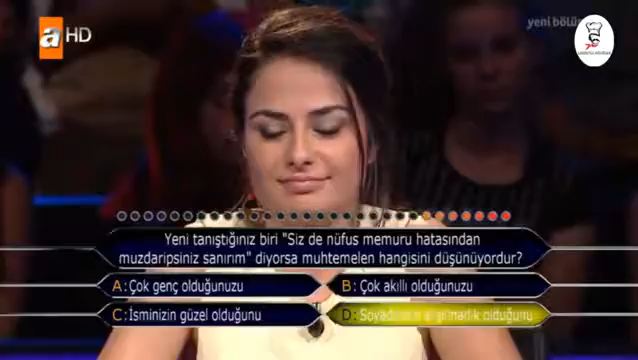 atv HD
yeni bölüm
Yeni tanıştığınız biri "Siz de nüfus memuru hatasından
muzdaripsiniz sanırım" diyorsa muhtemelen hangisini düşünüyordur?
A: Çok genç olduğunuzu
B: Çok akıllı olduğunuzu
C: İsminizin güzel olduğunu
D: olduğunu